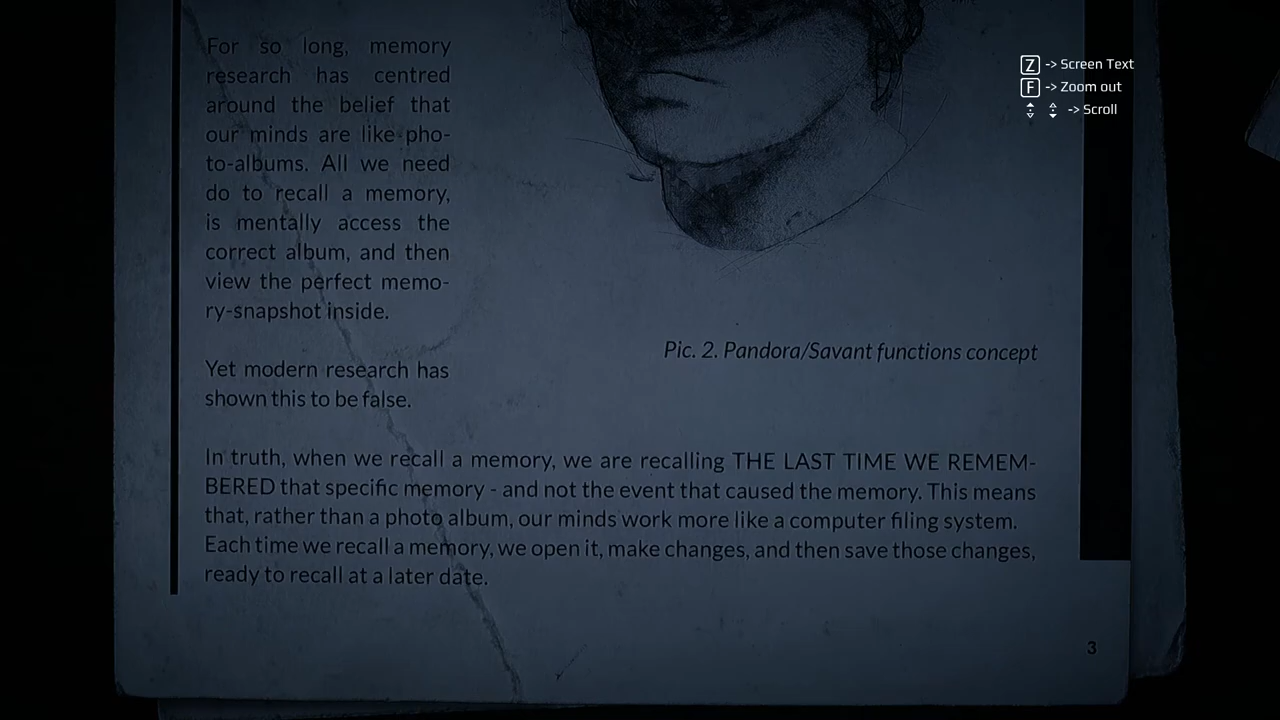 For so long, memory
research has centred
around the belief that
our minds are like pho-
to-albums. All we need
do to recall a memory,
is mentally access the
correct album, and then
view the perfect memo-
ry-snapshot inside.
Yet modern research has
shown this to be false.
Pic. 2. Pandora/Savant functions concept
In truth, when we recall a memory, we are recalling THE LAST TIME WE REMEM-
BERED that specific memory - and not the event that caused the memory. This means
that, rather than a photo album, our minds work more like a computer filing system.
Each time we recall a memory, we open it, make changes, and then save those changes,
ready to recall at a later date.
3
Z -> Screen Text
F -> Zoom out
-> Scroll